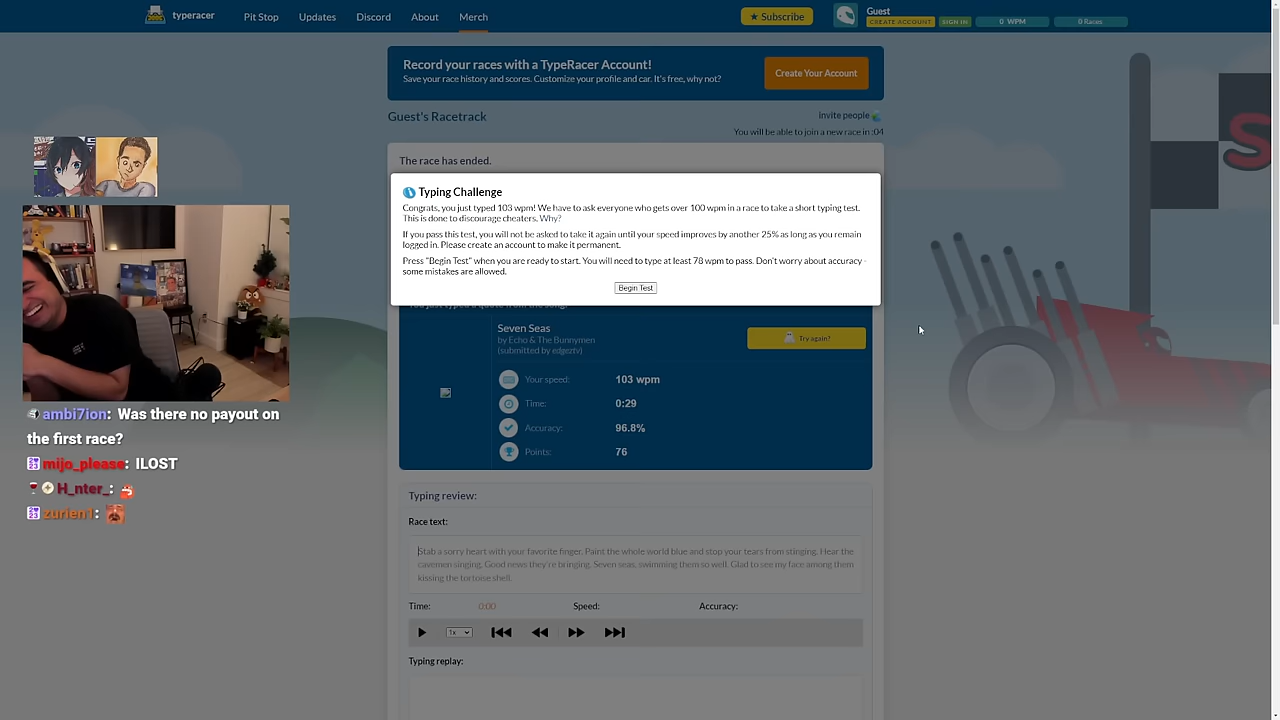 typeracer
Pit Stop
Updates
Discord
About
Merch
★ Subscribe
Guest
CREATE ACCOUNT
SIGN IN
0 WPM
0 Races
Record your races with a TypeRacer Account!
Save your race history and scores. Customize your profile and car. It's free, why not?
Create Your Account
Guest's Racetrack
invite people
You will be able to join a new race in :04
The race has ended.
Typing Challenge
Congrats, you just typed 103 wpm! We have to ask everyone who gets over 100 wpm in a race to take a short typing test.
This is done to discourage cheaters. Why?
If you pass this test, you will not be asked to take it again until your speed improves by another 25% as long as you remain
logged in. Please create an account to make it permanent.
Press "Begin Test" when you are ready to start. You will need to type at least 78 wpm to pass. Don't worry about accuracy -
some mistakes are allowed.
Begin Test
Seven Seas
by Echo & The Bunnymen
(submitted by edgeztv)
Try again?
Your speed: 103 wpm
Time: 0:29
Accuracy: 96.8%
Points: 76
ambi7ion: Was there no payout on
the first race?
mijo_please: ILOST
H_nter_:
zurien1:
Typing review:
Race text:
Stab a sorry heart with your favorite finger. Paint the whole world blue and stop your tears from stinging. Hear the
cavemen singing. Good news they're bringing. Seven seas, swimming them so well. Glad to see my face among them
kissing the tortoise shell.
Time: 0:00 Speed: Accuracy:
1x
Typing replay: